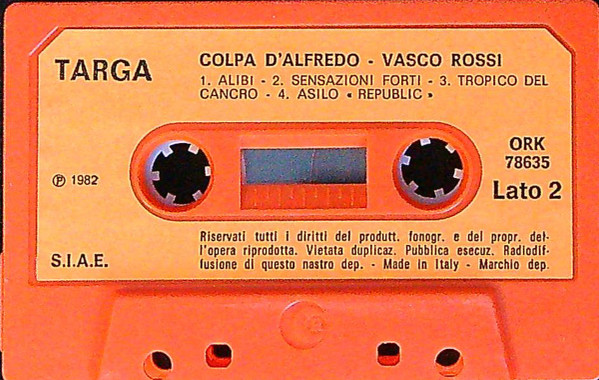 TARGA
COLPA D'ALFREDO - VASCO ROSSI
1. ALIBI - 2. SENSAZIONI FORTI - 3. TROPICO DEL
CANCRO - 4. ASILO « REPUBLIC »
ORK
78635
℗ 1982
Lato 2
Riservati tutti i diritti del produtt. fonogr. e del propr. del-
l'opera riprodotta. Vietata duplicaz. Pubblica esecuz. Radiodif-
fusione di questo nastro dep. - Made in Italy - Marchio dep.
S.I.A.E.